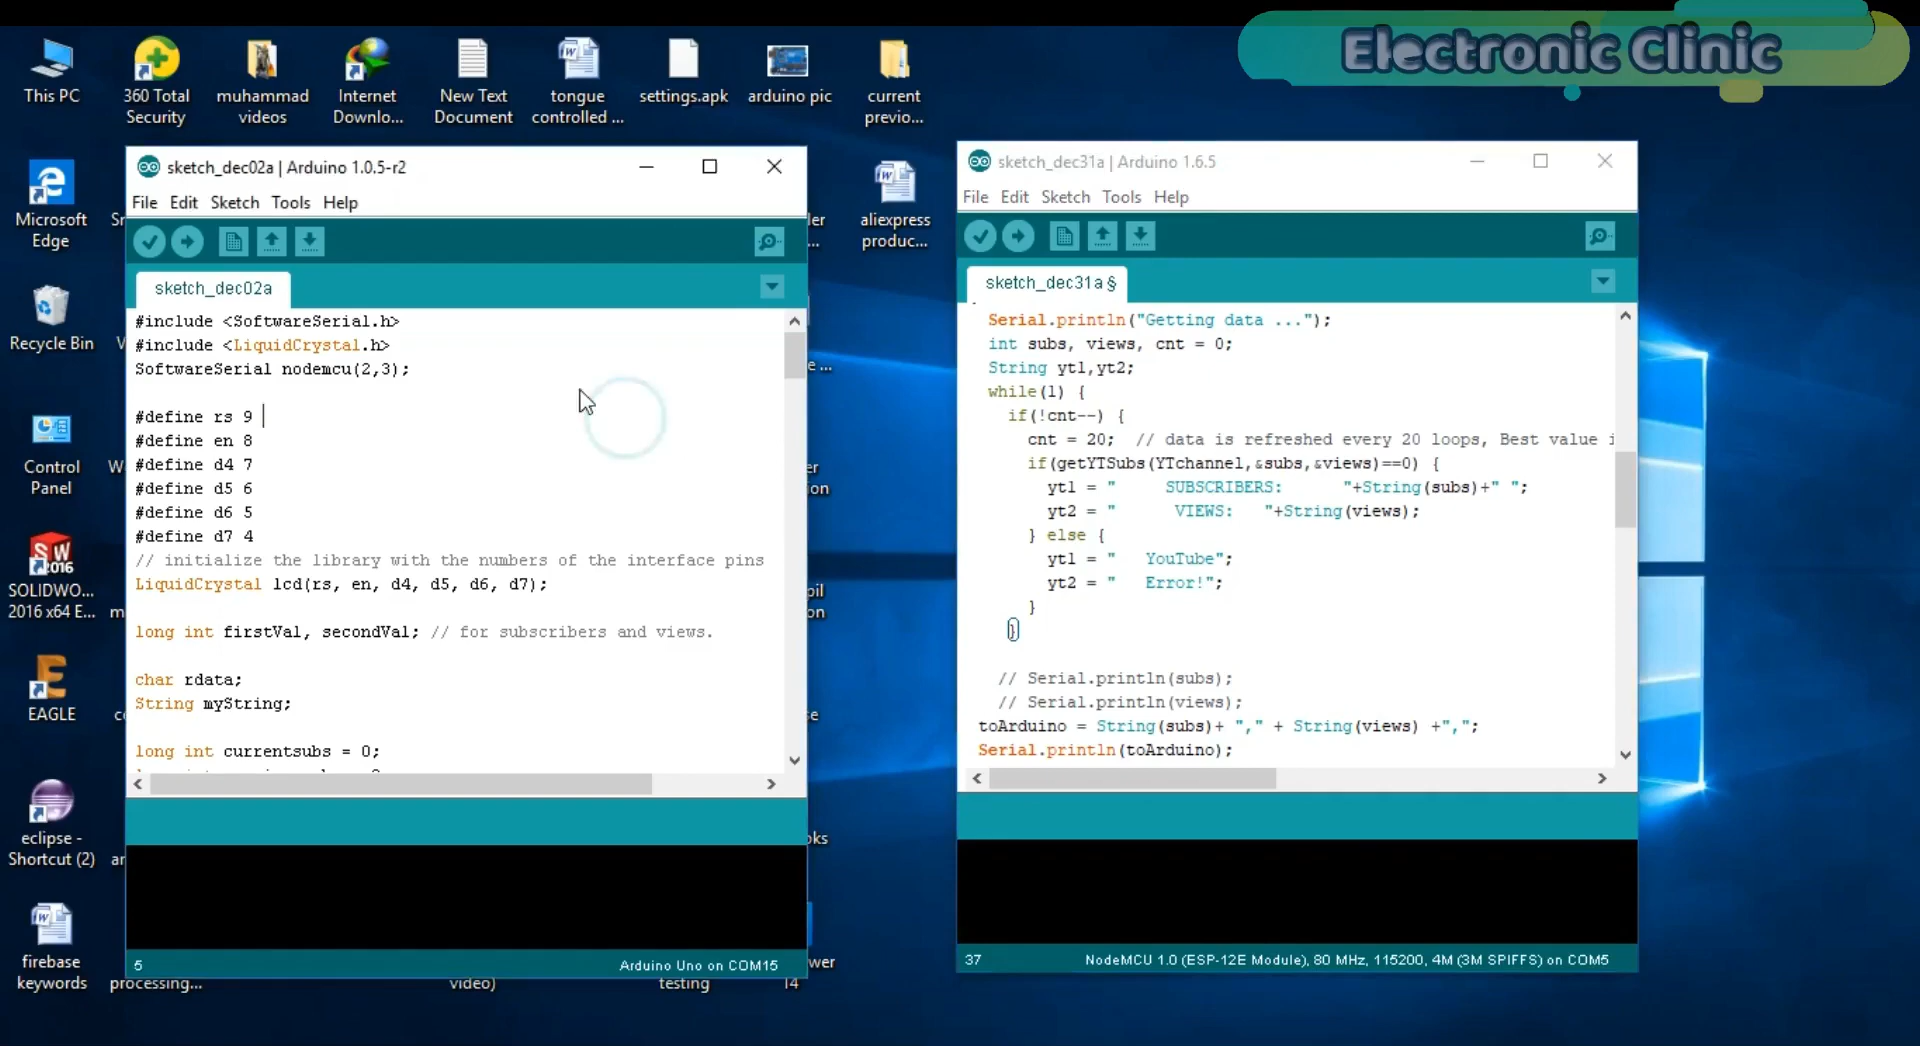 Electronic Clinic
This PC
360 Total
Security
muhammad
videos
Internet
Downlo...
New Text
Document
tongue
controlled ...
settings.apk
arduino pic
current
previo...
Microsoft
Edge
aliexpress
produc...
Recycle Bin
Control
Panel
SOLIDWO...
2016 x64 E...
EAGLE
eclipse -
Shortcut (2)
firebase
keywords
processing...
video)
testing
14
sketch_dec02a | Arduino 1.0.5-r2
File Edit Sketch Tools Help
sketch_dec02a
#include <SoftwareSerial.h>
#include <LiquidCrystal.h>
SoftwareSerial nodemcu(2,3);
#define rs 9
#define en 8
#define d4 7
#define d5 6
#define d6 5
#define d7 4
// initialize the library with the numbers of the interface pins
LiquidCrystal lcd(rs, en, d4, d5, d6, d7);
long int firstVal, secondVal; // for subscribers and views.
char rdata;
String myString;
long int currentsubs = 0;
5
Arduino Uno on COM15
sketch_dec31a | Arduino 1.6.5
File Edit Sketch Tools Help
sketch_dec31a §
Serial.println("Getting data ...");
int subs, views, cnt = 0;
String yt1,yt2;
while(1) {
if(!cnt--) {
cnt = 20; // data is refreshed every 20 loops, Best value i
if(getYTSubs(YTchannel,&subs,&views)==0) {
yt1 = " SUBSCRIBERS: "+String(subs)+" ";
yt2 = " VIEWS: "+String(views);
} else {
yt1 = " YouTube";
yt2 = " Error!";
}
}
// Serial.println(subs);
// Serial.println(views);
toArduino = String(subs)+ "," + String(views) +",";
Serial.println(toArduino);
37
NodeMCU 1.0 (ESP-12E Module), 80 MHz, 115200, 4M (3M SPIFFS) on COM5